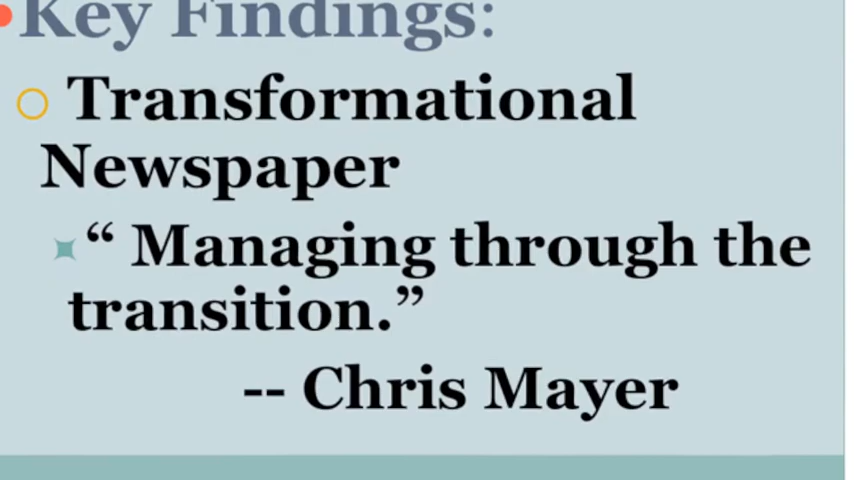 Key Findings:
Transformational
Newspaper
“ Managing through the
transition.”
-- Chris Mayer